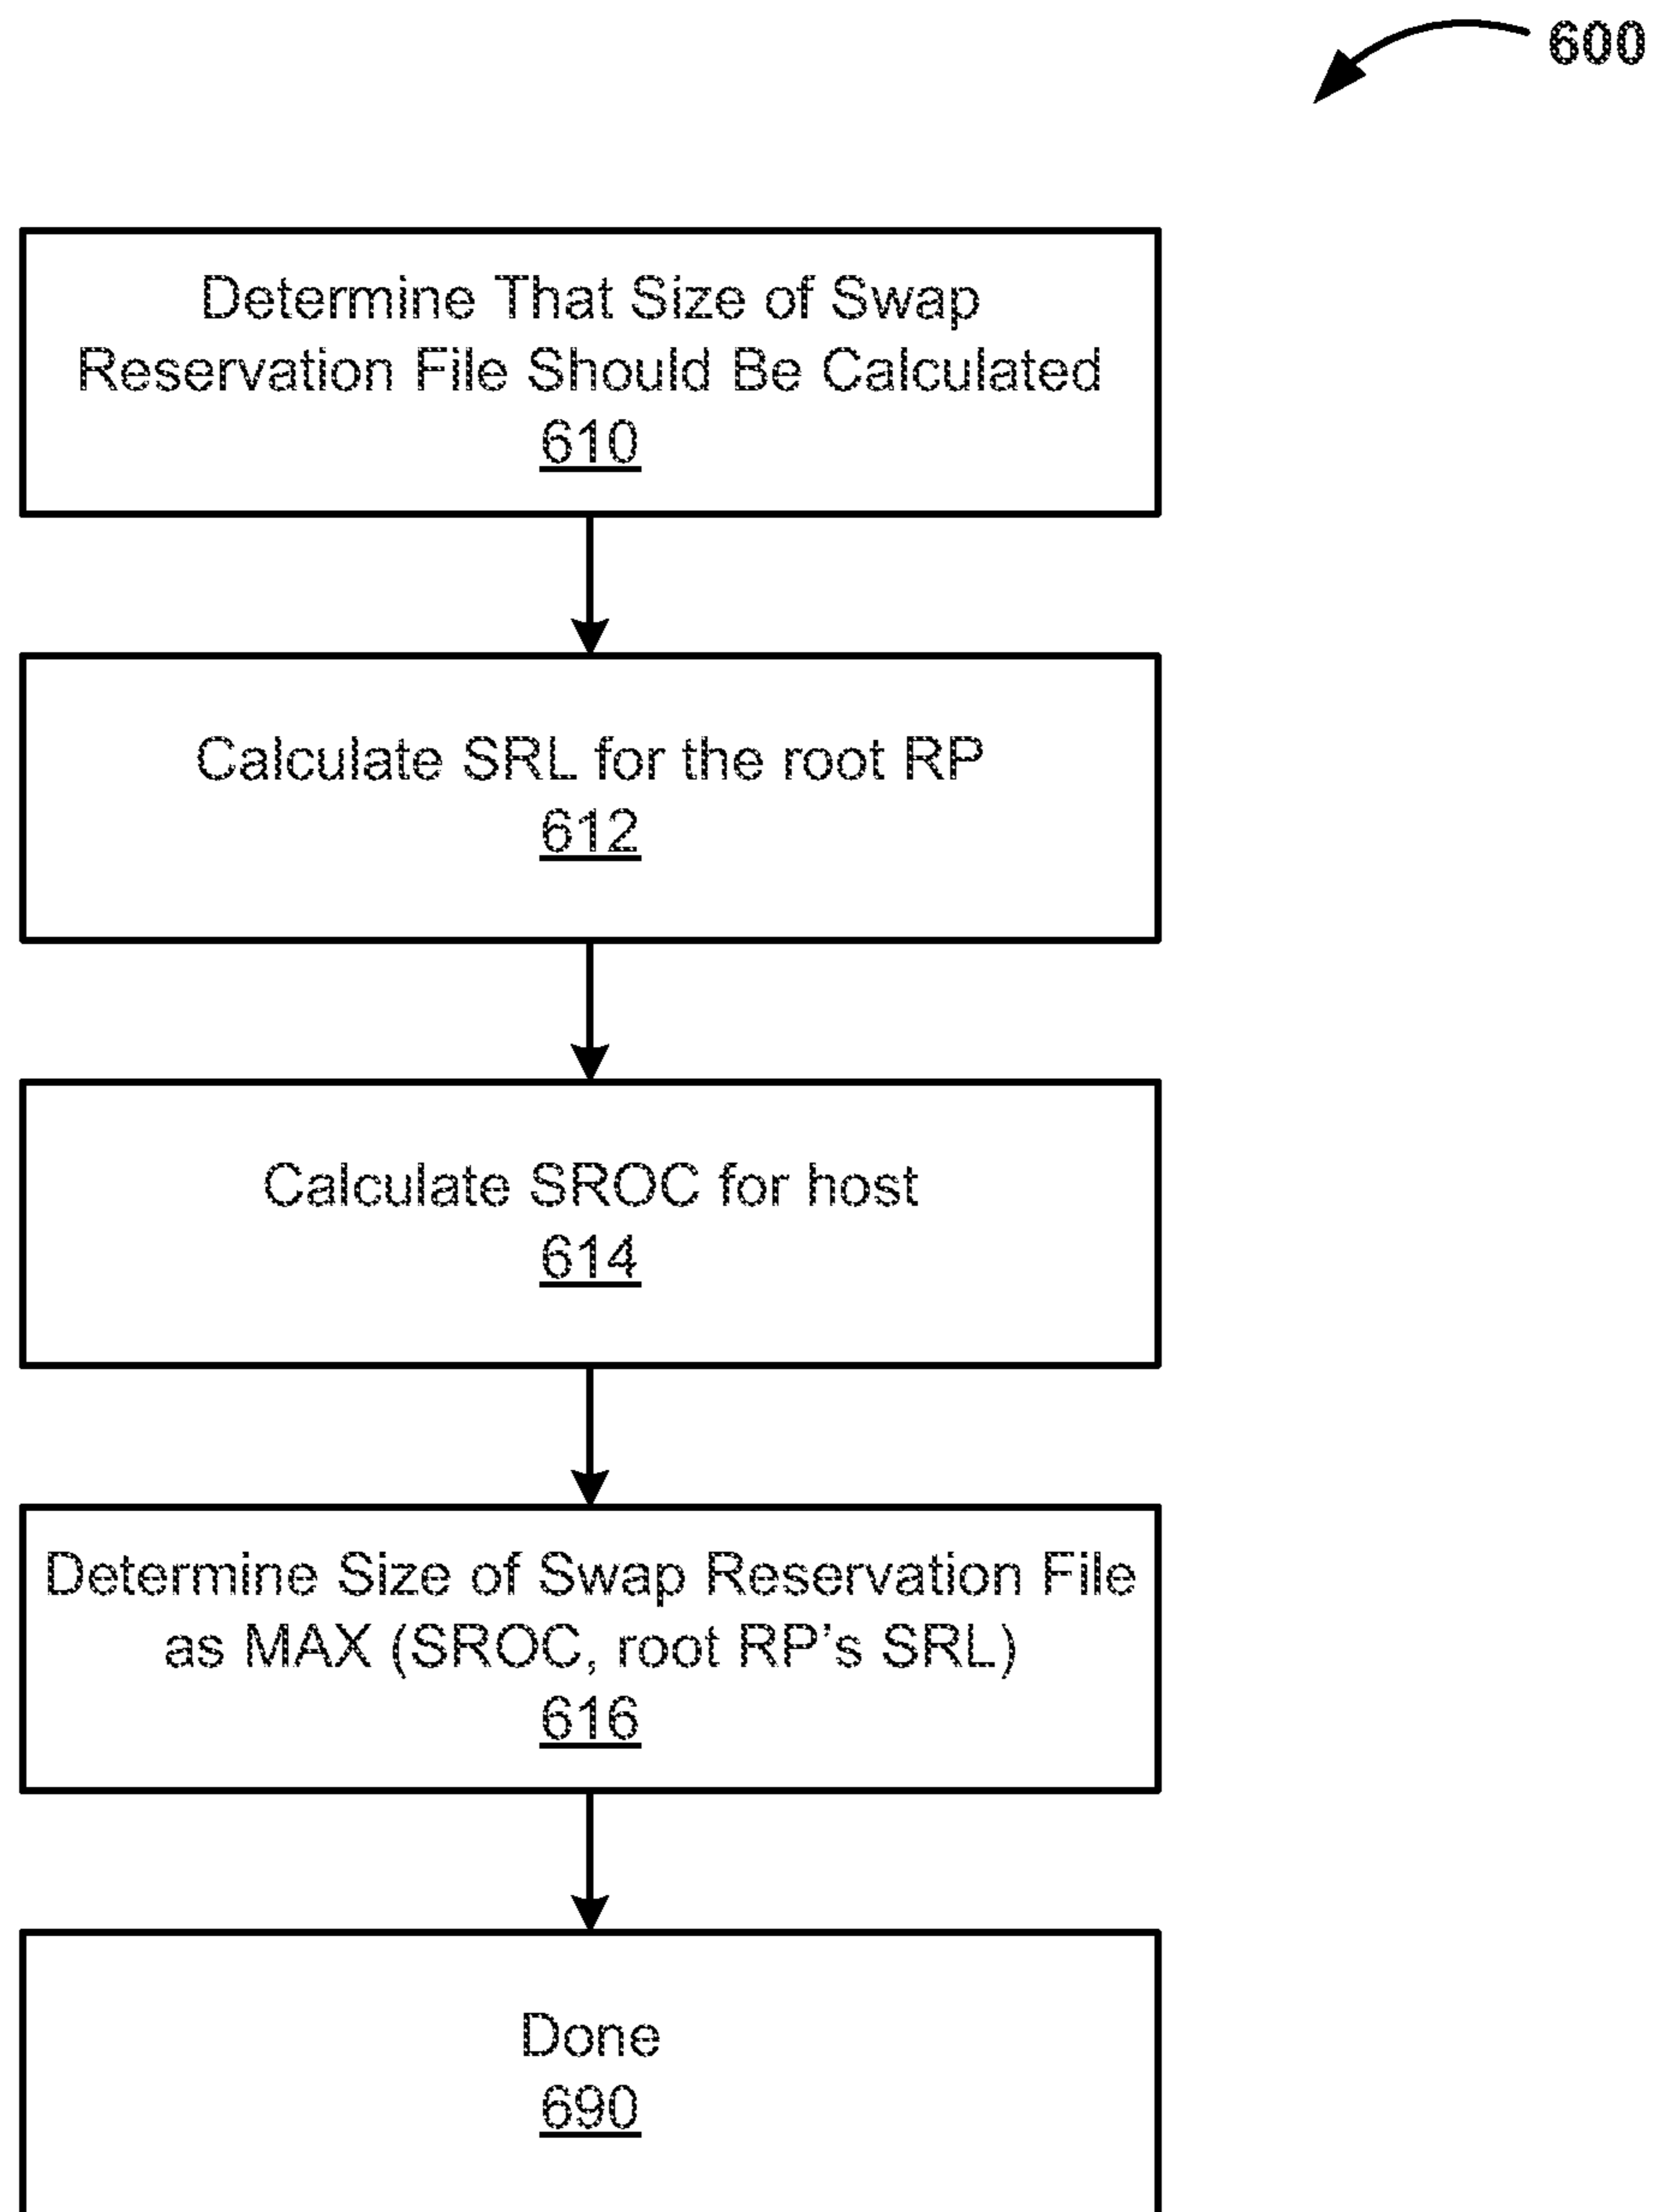 600
Determine That Size of Swap
Reservation File Should Be Calculated
610
Calculate SRL for the root RP
612
Calculate SROC for host
614
Determine Size of Swap Reservation File
as MAX (SROC, root RP's SRL)
616
Done
690